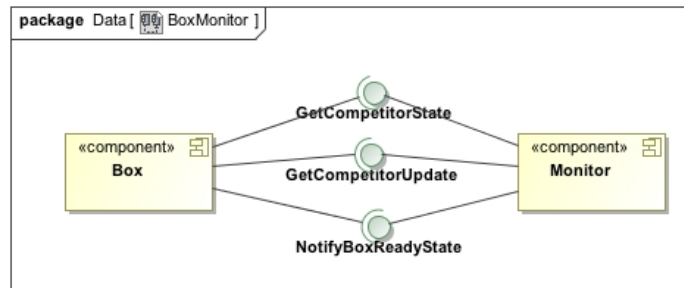 package Data [ BoxMonitor ]
GetCompetitorState
«component»
Box
«component»
Monitor
GetCompetitorUpdate
NotifyBoxReadyState